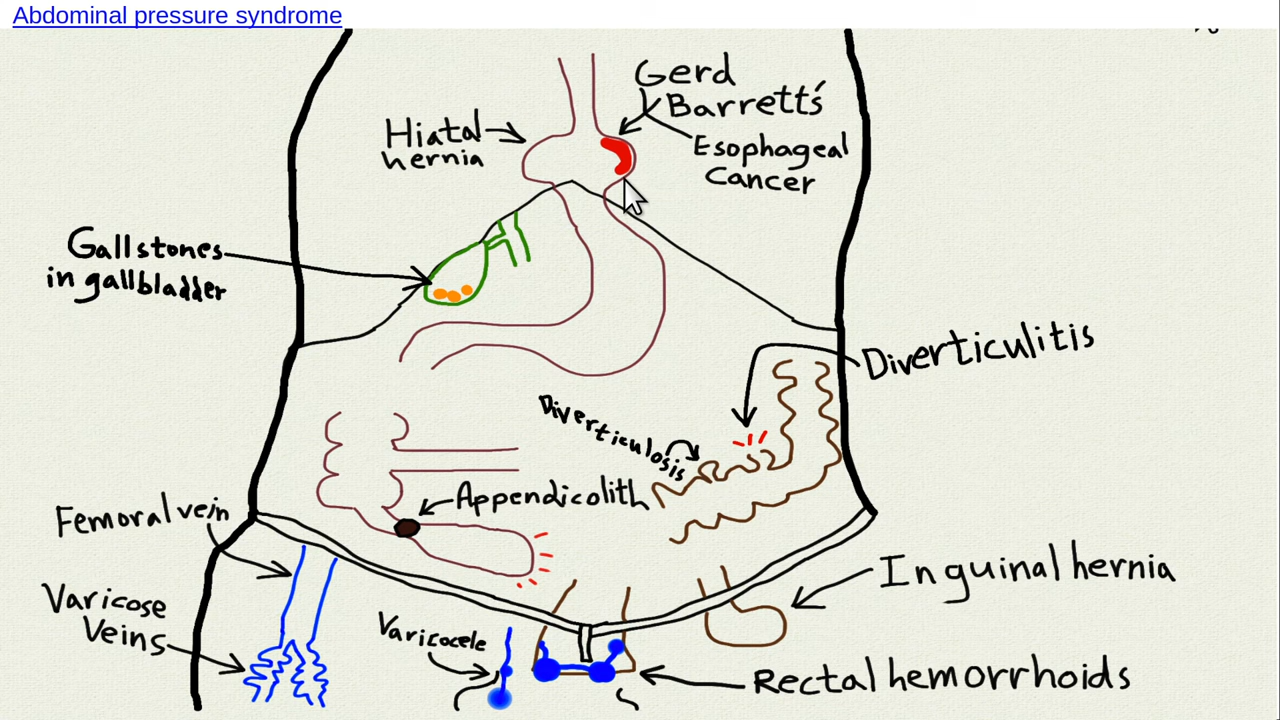 Abdominal pressure syndrome
Gerd
Barrett's
Esophageal
Cancer
Hiatal
hernia
Gallstones
in gallbladder
Diverticulitis
Diverticulosis
Appendicolith
Femoral vein
Varicose
Veins
Varicocele
Inguinal hernia
Rectal hemorrhoids